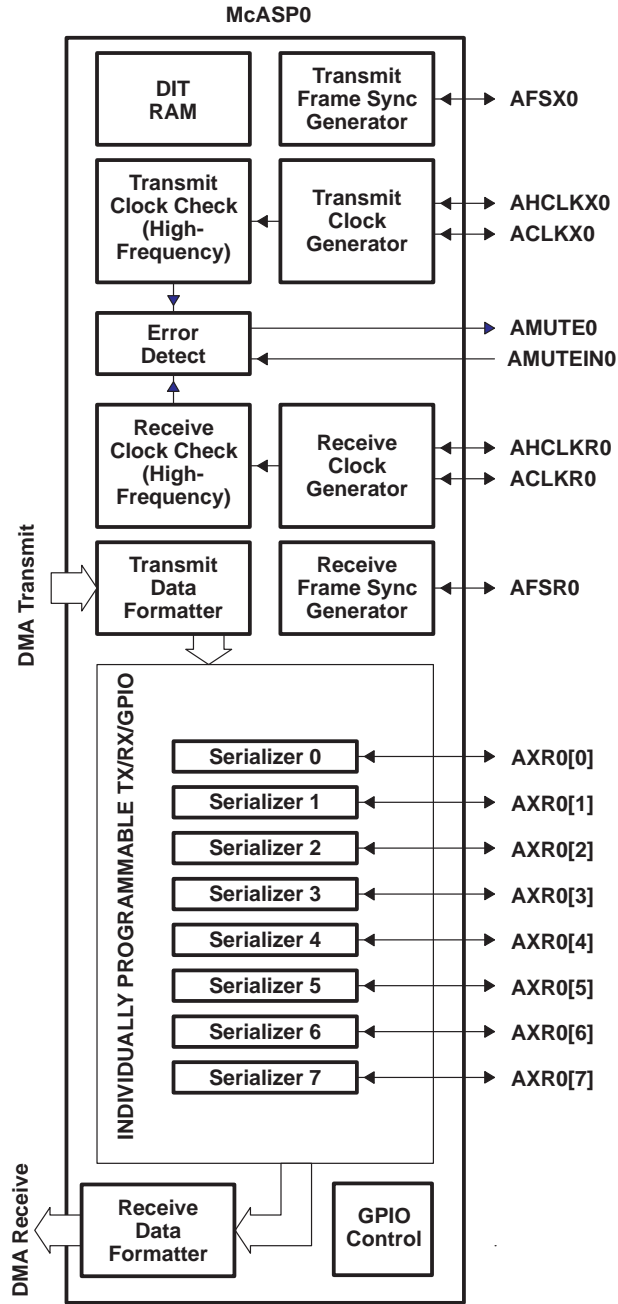 McASP0
DIT
RAM
Transmit
Frame Sync
Generator
AFSX0
Transmit
Clock Check
(High-
Frequency)
Transmit
Clock
Generator
AHCLKX0
ACLKX0
Error
Detect
AMUTE0
AMUTEIN0
Receive
Clock Check
(High-
Frequency)
Receive
Clock
Generator
AHCLKR0
ACLKR0
DMA Transmit
Transmit
Data
Formatter
Receive
Frame Sync
Generator
AFSR0
INDIVIDUALLY PROGRAMMABLE TX/RX/GPIO
Serializer 0
AXR0[0]
Serializer 1
AXR0[1]
Serializer 2
AXR0[2]
Serializer 3
AXR0[3]
Serializer 4
AXR0[4]
Serializer 5
AXR0[5]
Serializer 6
AXR0[6]
Serializer 7
AXR0[7]
DMA Receive
Receive
Data
Formatter
GPIO
Control